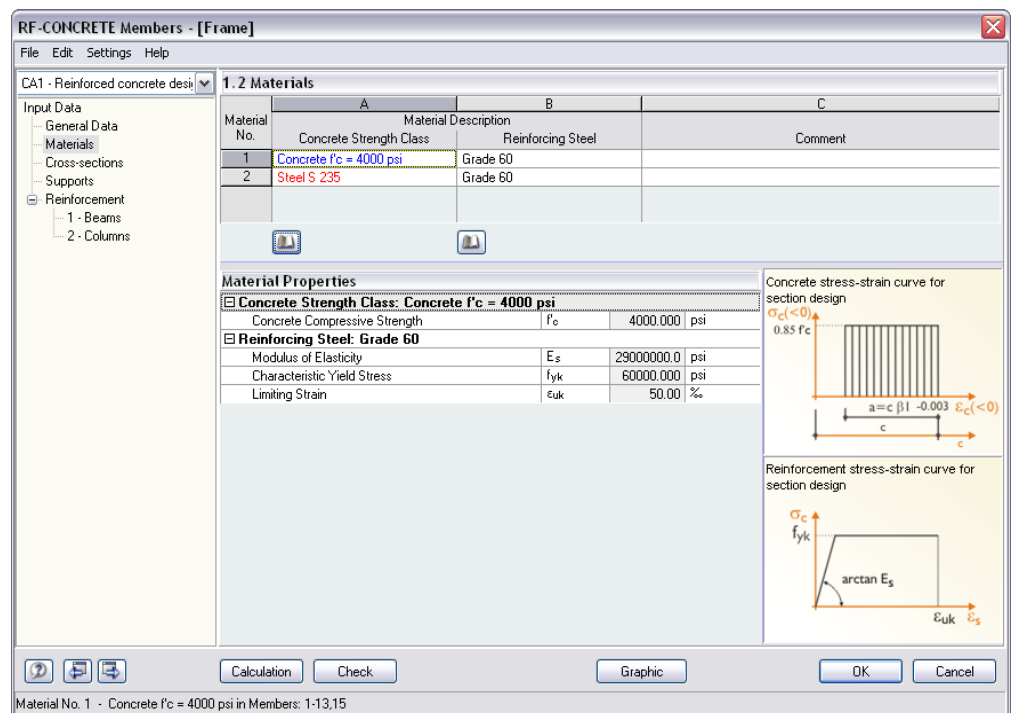 RF-CONCRETE Members - [Frame]
File Edit Settings Help
CA1 - Reinforced concrete desi
Input Data
General Data
Materials
Cross-sections
Supports
Reinforcement
1 - Beams
2 - Columns
1.2 Materials
A B C
Material No.
Material Description
Concrete Strength Class Reinforcing Steel Comment
1 Concrete f'c = 4000 psi Grade 60
2 Steel S 235 Grade 60
Material Properties
Concrete Strength Class: Concrete f'c = 4000 psi
Concrete Compressive Strength f'c 4000.000 psi
Reinforcing Steel: Grade 60
Modulus of Elasticity Es 29000000.0 psi
Characteristic Yield Stress fyk 60000.000 psi
Limiting Strain εuk 50.00 ‰
Concrete stress-strain curve for
section design
σc(<0)
0.85 f'c
a=c βl -0.003 εc(<0)
c
c
Reinforcement stress-strain curve for
section design
σc
fyk
arctan Es
εuk εs
Calculation Check Graphic OK Cancel
Material No. 1 - Concrete f'c = 4000 psi in Members: 1-13,15